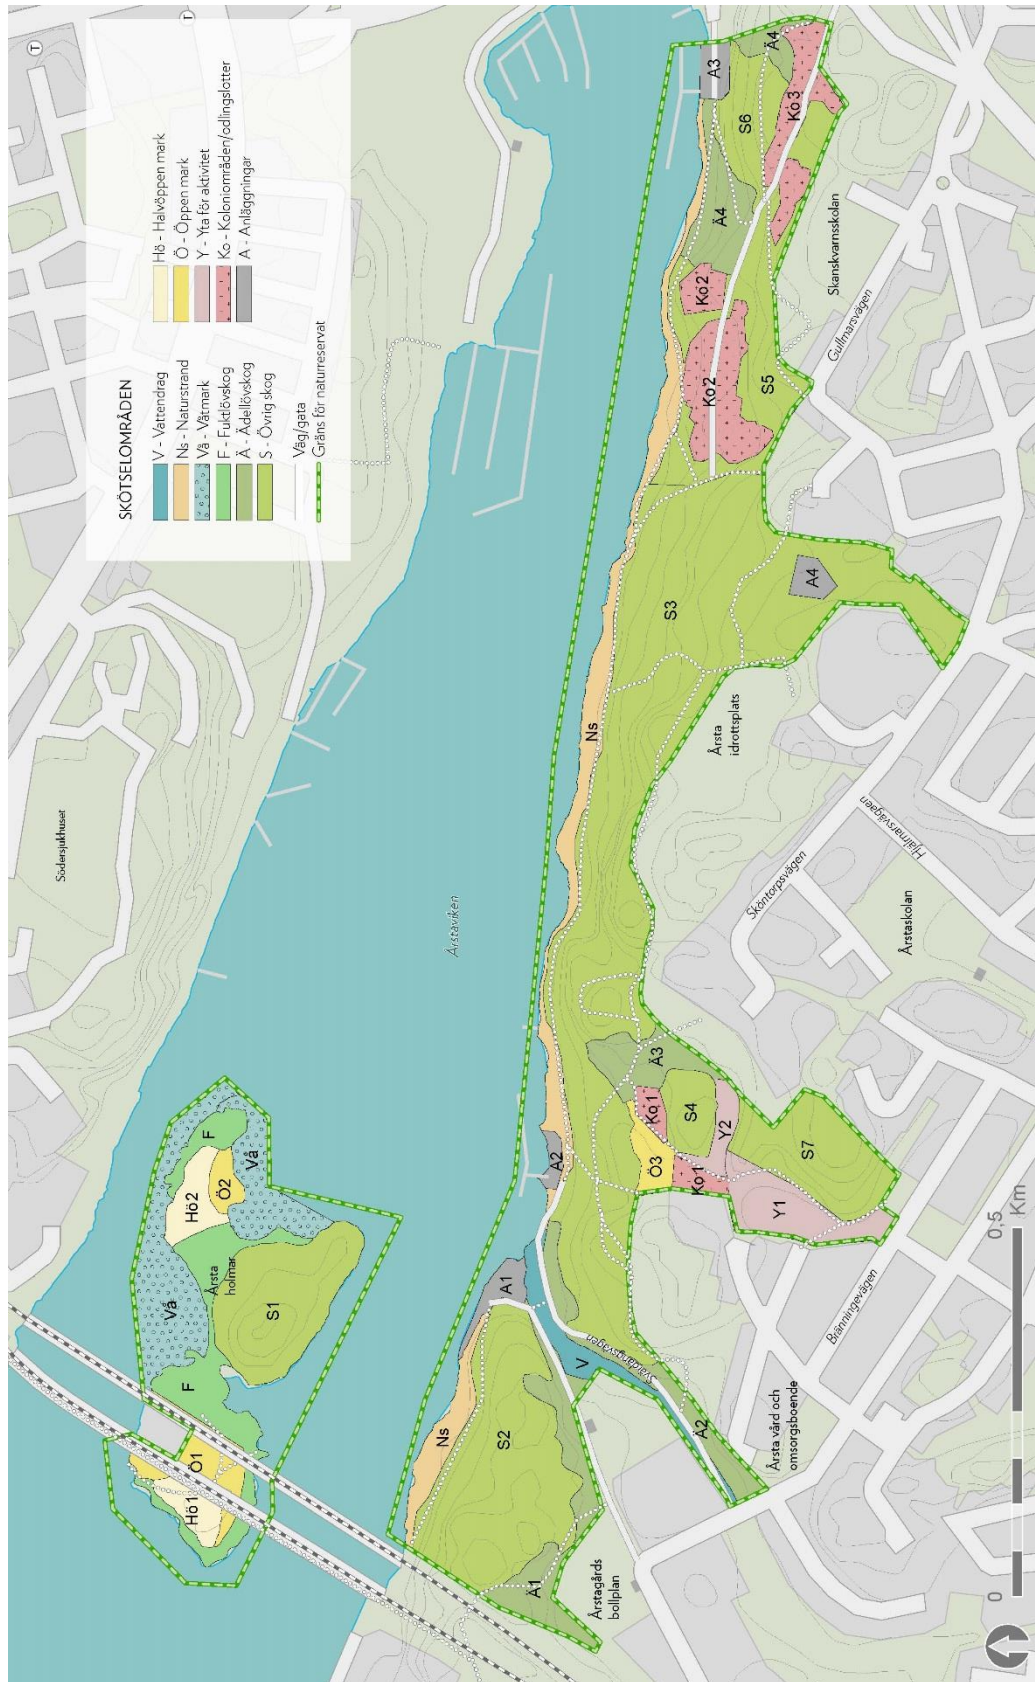 SKÖTSELOMRÅDEN
V - Vattendrag
Ns - Naturstrand
Vå - Våtmark
F - Fuktlövskog
Ä - Ädellövskog
S - Övrig skog
Väg/gata
Gräns för naturreservat
Hö - Halvöppen mark
Ö - Öppen mark
Y - Yta för aktivitet
Ko - Koloniområden/odlingslotter
A - Anläggningar
T
Södersjukhuset
T
Vå
Hö1
F
Hö2
Ö1
F
Årsta
holmar
Ö2
Vå
S1
Ns
Årstaviken
S2
A1
Ä1
A2
V
Ns
Årstagårds
bollplan
Svärdlångsvägen
Ö3
Ko1
Ä3
S3
Ko1
S4
Ä2
Ko2
Ko2
A3
Årsta
idrottsplats
Ä4
Y2
S6
S5
Ä4
Y1
Årsta vård och
omsorgsboende
Sköntorpsvägen
Ko3
S7
A4
Skanskvarnsskolan
Gullmarsvägen
Bränningevägen
Hjälmarsvägen
Årstaskolan
0
0,5
Km